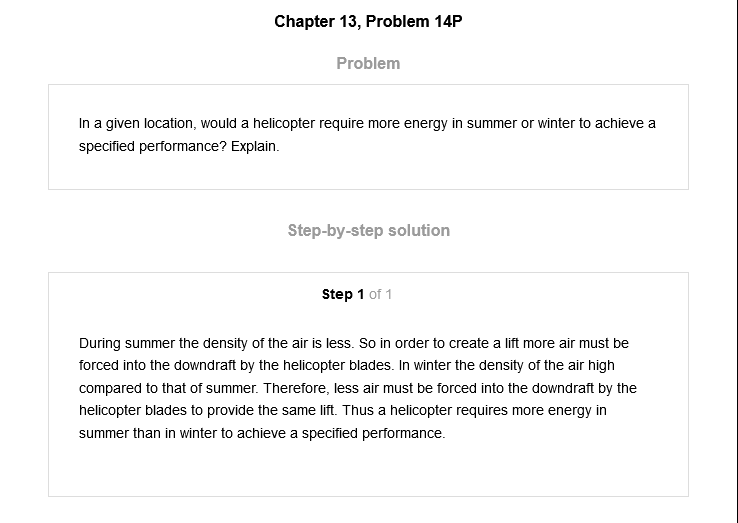 Chapter 13, Problem 14P
Problem
In a given location, would a helicopter require more energy in summer or winter to achieve a
specified performance? Explain.
Step-by-step solution
Step 1 of 1
During summer the density of the air is less. So in order to create a lift more air must be
forced into the downdraft by the helicopter blades. In winter the density of the air high
compared to that of summer. Therefore, less air must be forced into the downdraft by the
helicopter blades to provide the same lift. Thus a helicopter requires more energy in
summer than in winter to achieve a specified performance.